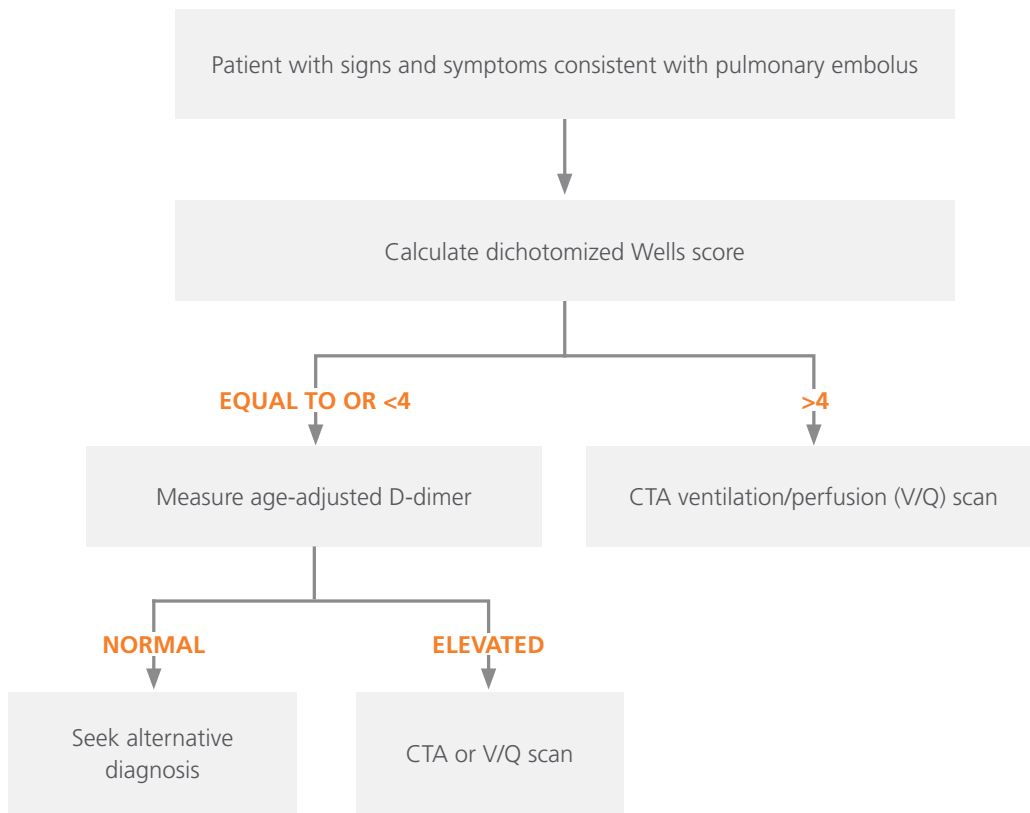 Patient with signs and symptoms consistent with pulmonary embolus
Calculate dichotomized Wells score
EQUAL TO OR <4
>4
Measure age-adjusted D-dimer
CTA ventilation/perfusion (V/Q) scan
NORMAL
ELEVATED
Seek alternative
diagnosis
CTA or V/Q scan